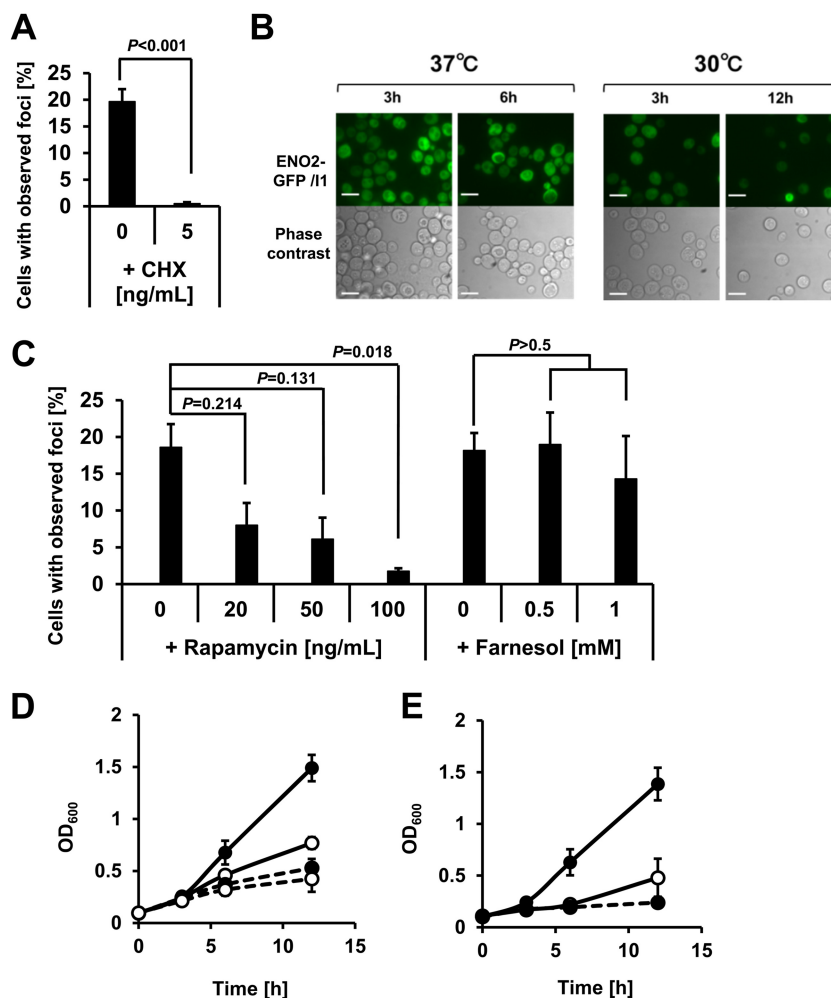 A
P<0.001
Cells with observed foci [%]
25
20
15
10
5
0
0 5
+ CHX
[ng/mL]
B
37℃ 30℃
3h 6h 3h 12h
ENO2-
GFP /I1
Phase
contrast
C
P=0.018
P=0.131
P=0.214
P>0.5
Cells with observed foci [%]
25
20
15
10
5
0
0 20 50 100 0 0.5 1
+ Rapamycin [ng/mL] + Farnesol [mM]
D
OD600
2
1.5
1
0.5
0
0 5 10 15
Time [h]
E
OD600
2
1.5
1
0.5
0
0 5 10 15
Time [h]